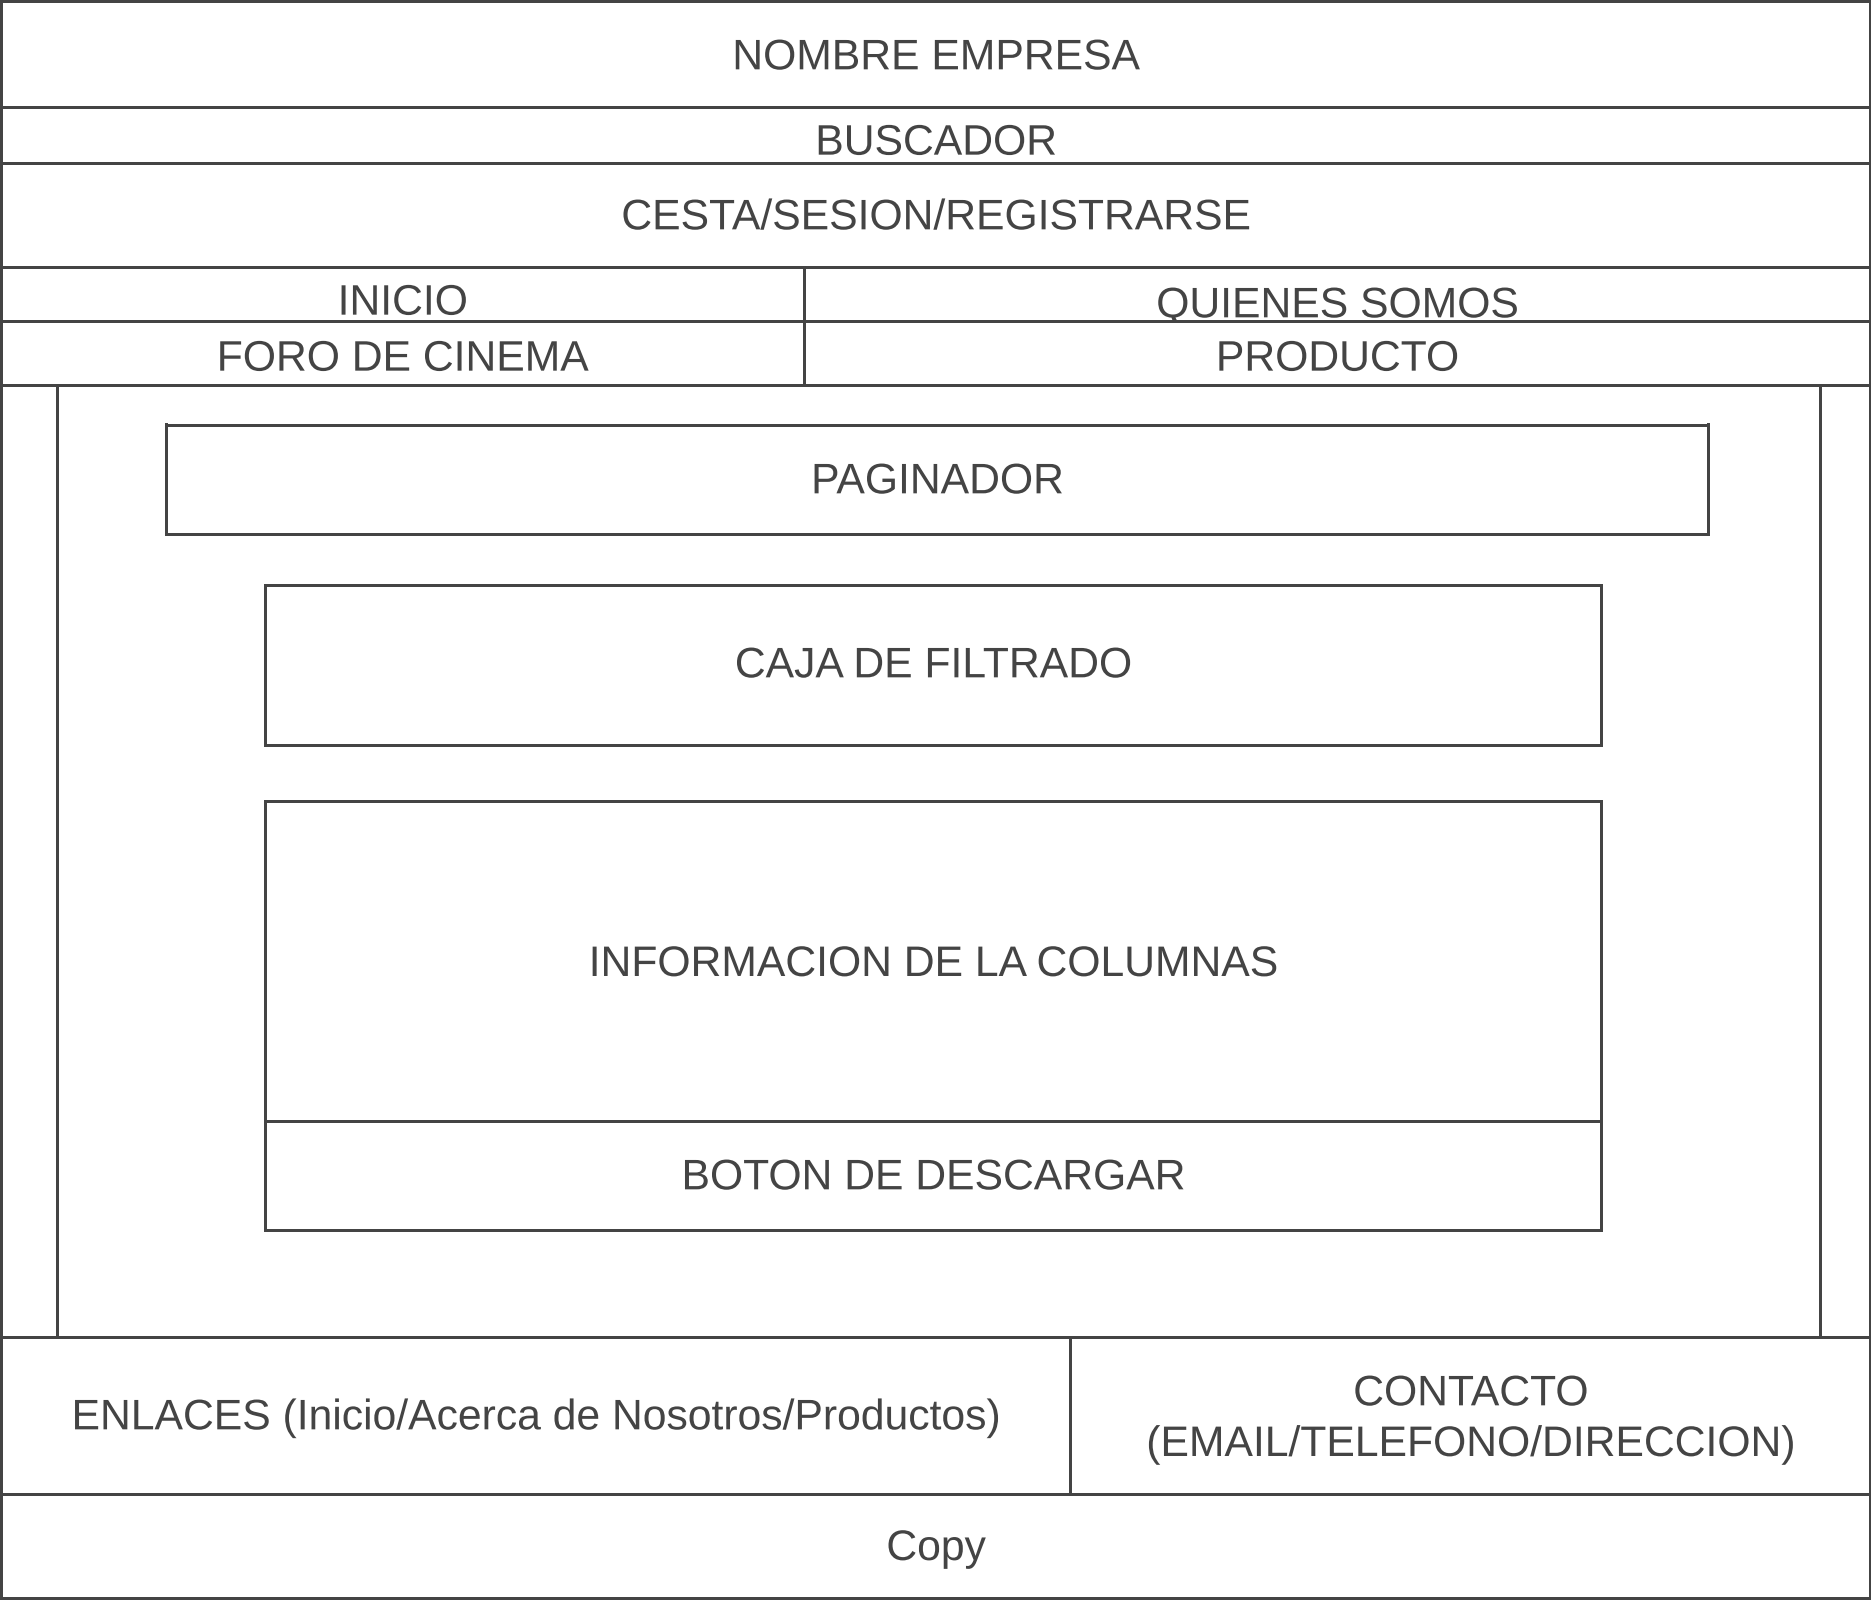 NOMBRE EMPRESA
BUSCADOR
CESTA/SESION/REGISTRARSE
INICIO
QUIENES SOMOS
FORO DE CINEMA
PRODUCTO
PAGINADOR
CAJA DE FILTRADO
INFORMACION DE LA COLUMNAS
BOTON DE DESCARGAR
ENLACES (Inicio/Acerca de Nosotros/Productos)
CONTACTO
(EMAIL/TELEFONO/DIRECCION)
Copy